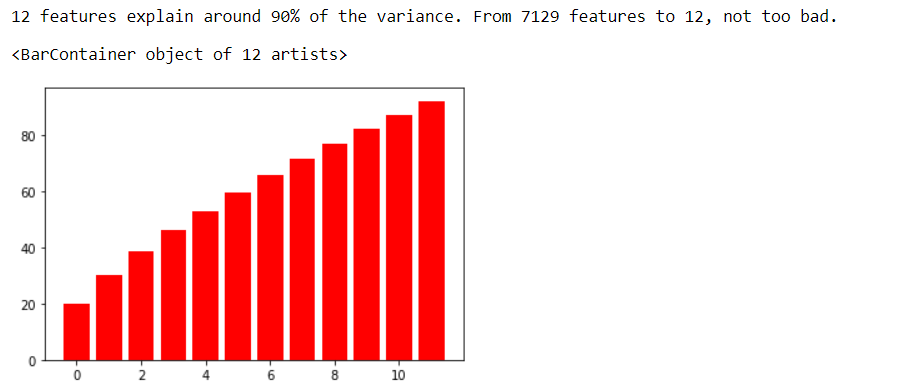 12 features explain around 90% of the variance. From 7129 features to 12, not too bad.
<BarContainer object of 12 artists>
80
60
40
20
0
0 2 4 6 8 10